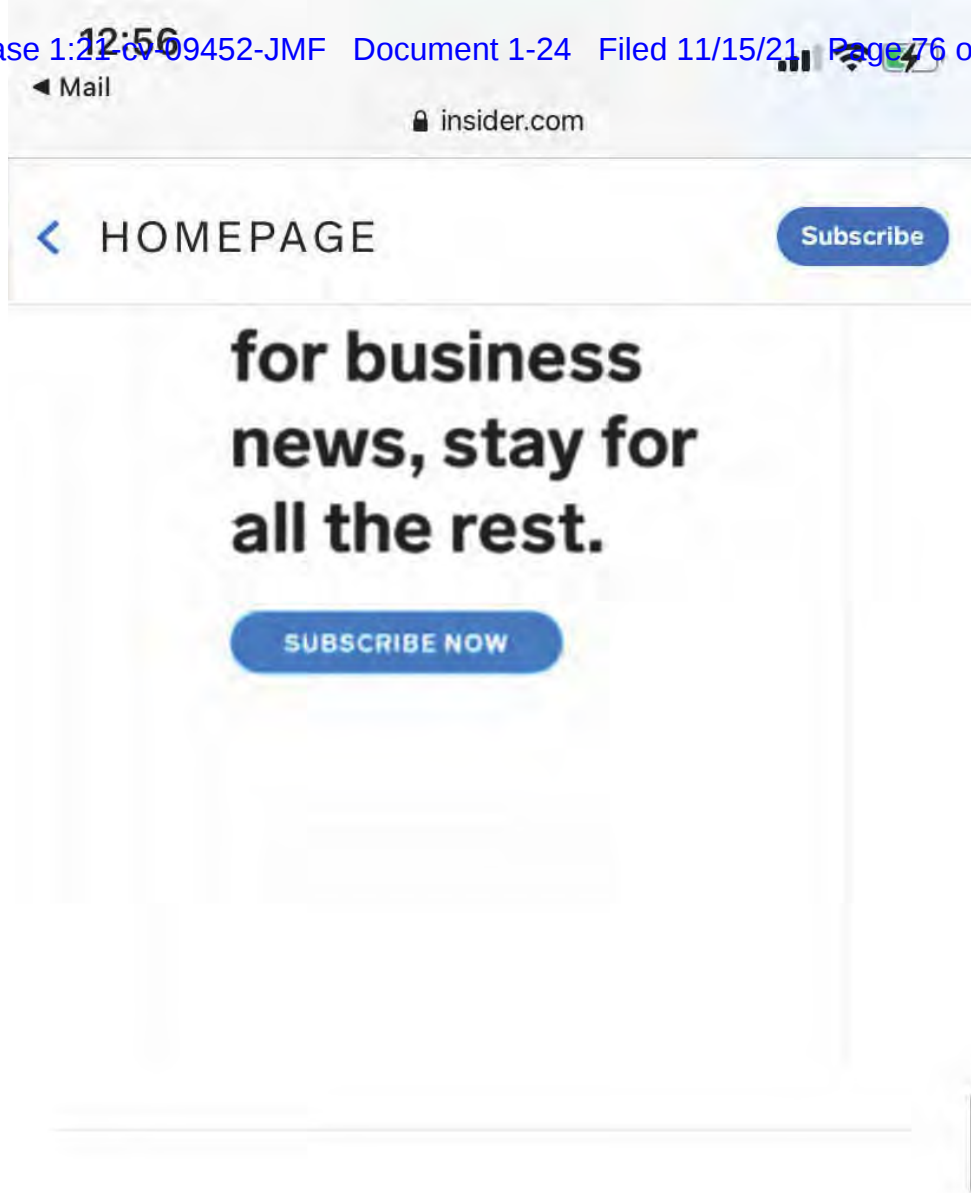 12:56
ase 1:21-cv-09452-JMF Document 1-24 Filed 11/15/21 Page 76 o
◀ Mail
insider.com
HOMEPAGE
Subscribe
for business
news, stay for
all the rest.
SUBSCRIBE NOW